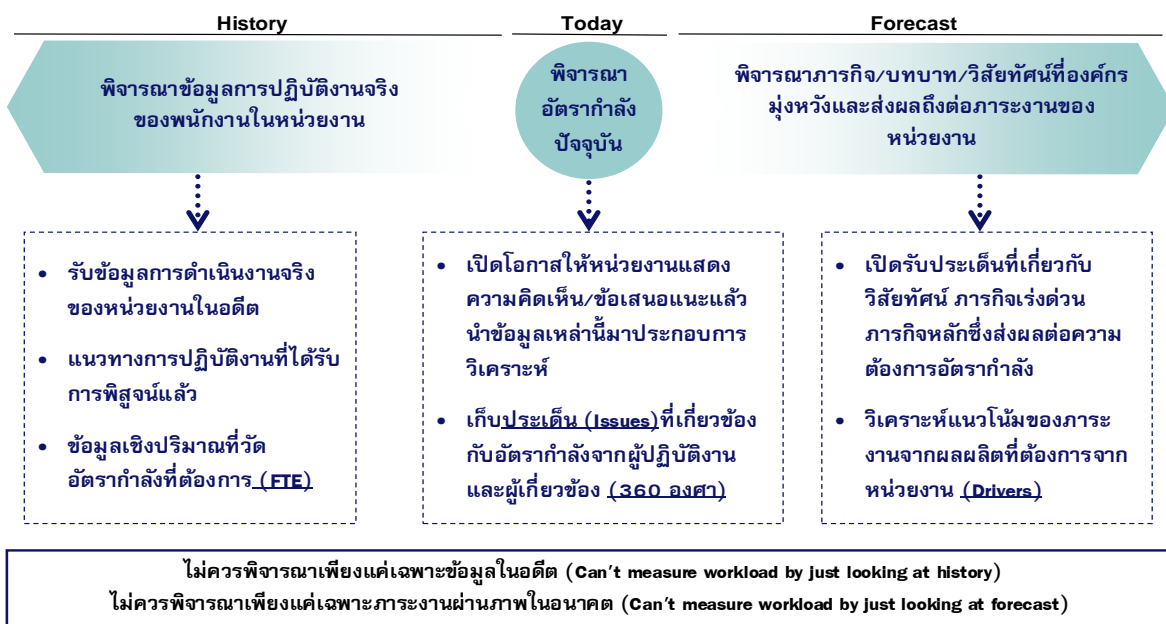 History
Today
Forecast
พิจารณาข้อมูลการปฏิบัติงานจริง
ของพนักงานในหน่วยงาน
พิจารณา
อัตรากำลัง
ปัจจุบัน
พิจารณาภารกิจ/บทบาท/วิสัยทัศน์ที่องค์กร
มุ่งหวังและส่งผลถึงต่อภาระงานของ
หน่วยงาน
• รับข้อมูลการดำเนินงานจริง
ของหน่วยงานในอดีต
• แนวทางการปฏิบัติงานที่ได้รับ
การพิสูจน์แล้ว
• ข้อมูลเชิงปริมาณที่วัด
อัตรากำลังที่ต้องการ (FTE)
• เปิดโอกาสให้หน่วยงานแสดง
ความคิดเห็น/ข้อเสนอแนะแล้ว
นำข้อมูลเหล่านี้มาประกอบการ
วิเคราะห์
• เก็บประเด็น (Issues)ที่เกี่ยวข้อง
กับอัตรากำลังจากผู้ปฏิบัติงาน
และผู้เกี่ยวข้อง (360 องศา)
• เปิดรับประเด็นที่เกี่ยวกับ
วิสัยทัศน์ ภารกิจเร่งด่วน
ภารกิจหลักซึ่งส่งผลต่อความ
ต้องการอัตรากำลัง
• วิเคราะห์แนวโน้มของภาระ
งานจากผลผลิตที่ต้องการจาก
หน่วยงาน (Drivers)
ไม่ควรพิจารณาเพียงแค่เฉพาะข้อมูลในอดีต (Can't measure workload by just looking at history)
ไม่ควรพิจารณาเพียงแค่เฉพาะภาระงานผ่านภาพในอนาคต (Can't measure workload by just looking at forecast)